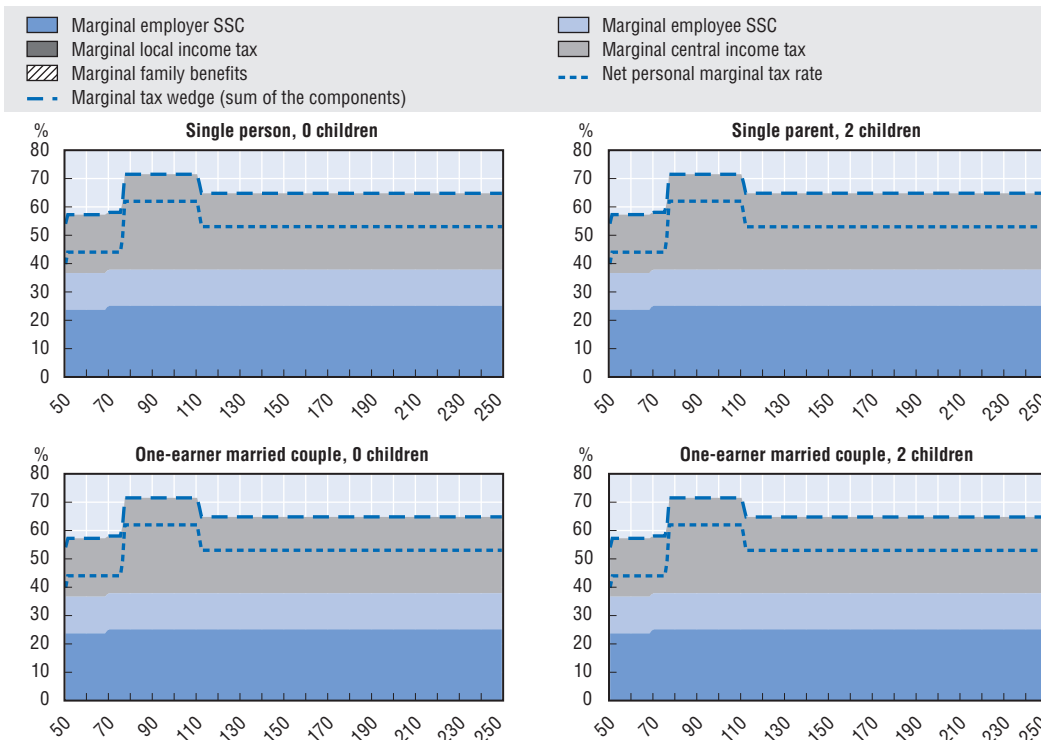 Marginal employer SSC
Marginal employee SSC
Marginal local income tax
Marginal central income tax
Marginal family benefits
Net personal marginal tax rate
Marginal tax wedge (sum of the components)
% Single person, 0 children
80
70
60
50
40
30
20
10
0
50 70 90 110 130 150 170 190 210 230 250
% Single parent, 2 children
80
70
60
50
40
30
20
10
0
50 70 90 110 130 150 170 190 210 230 250
% One-earner married couple, 0 children
80
70
60
50
40
30
20
10
0
50 70 90 110 130 150 170 190 210 230 250
% One-earner married couple, 2 children
80
70
60
50
40
30
20
10
0
50 70 90 110 130 150 170 190 210 230 250